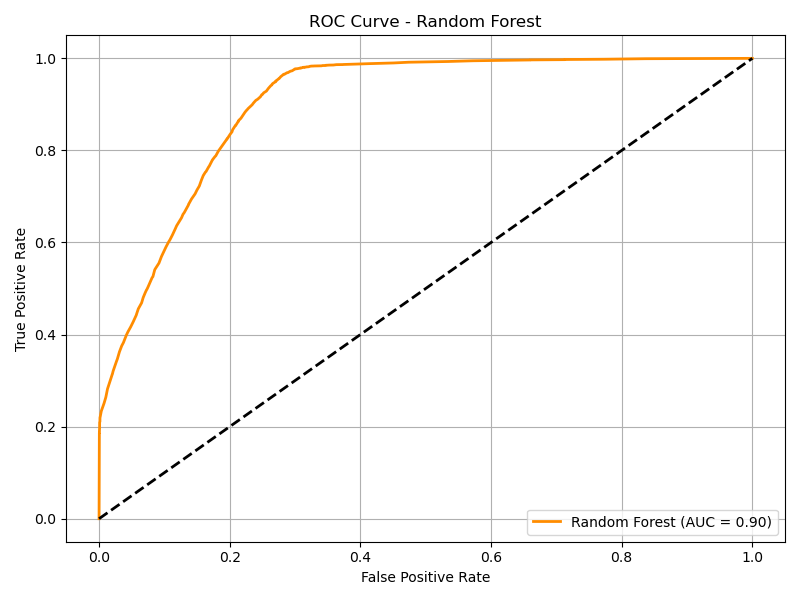 ROC Curve - Random Forest
True Positive Rate
1.0
0.8
0.6
0.4
0.2
0.0
0.0 0.2 0.4 0.6 0.8 1.0
False Positive Rate
Random Forest (AUC = 0.90)